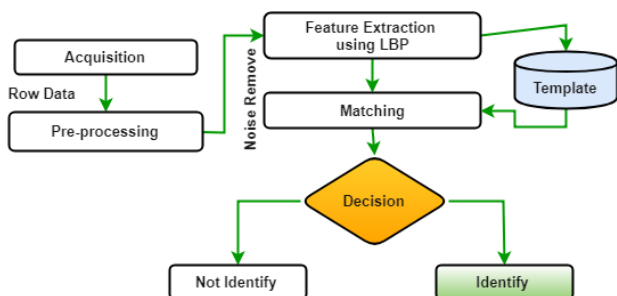 Acquisition
Row Data
Pre-processing
Noise Remove
Feature Extraction
using LBP
Template
Matching
Decision
Not Identify
Identify